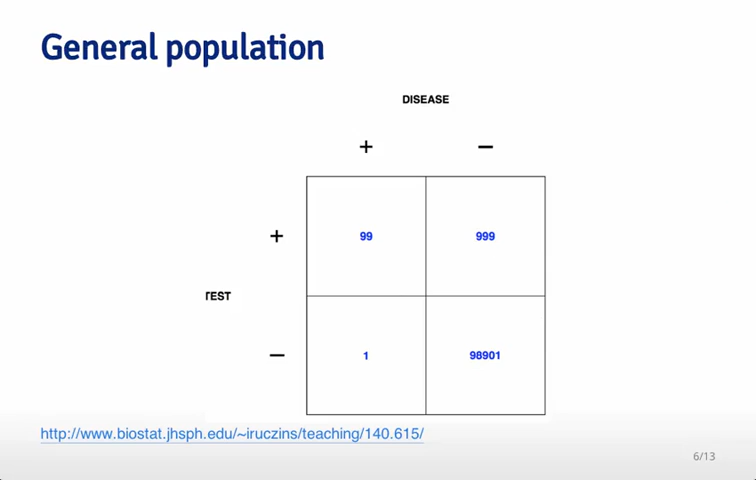 General population
DISEASE
+ −
+ 99 999
TEST
− 1 98901
http://www.biostat.jhsph.edu/~iruczins/teaching/140.615/
6/13